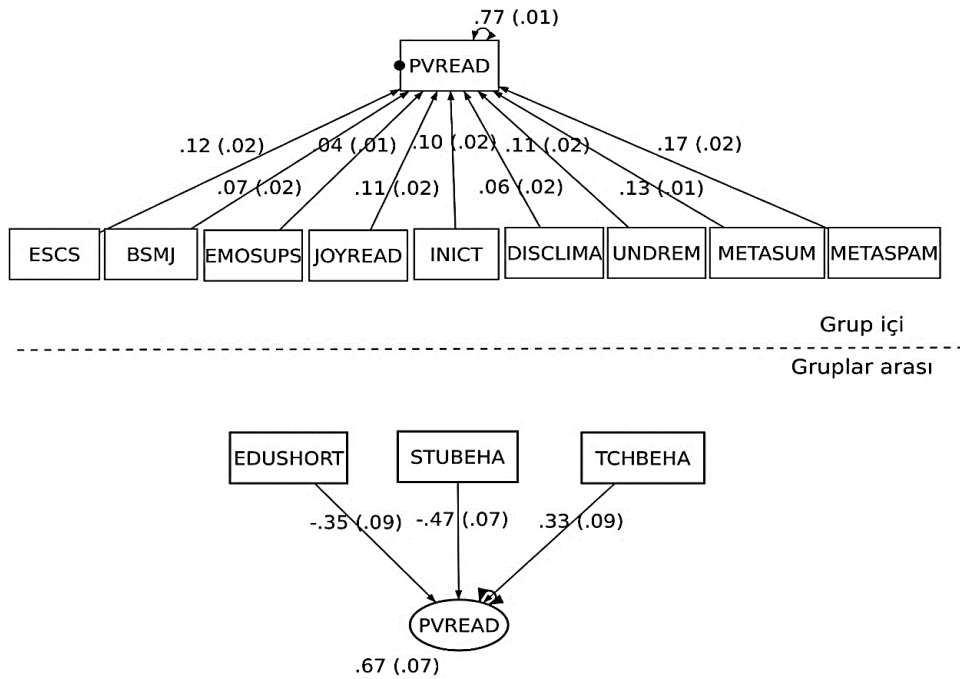 .77 (.01)
PVREAD
.12 (.02) .04 (.01) .10 (.02) .11 (.02) .17 (.02)
.07 (.02) .11 (.02) .06 (.02) .13 (.01)
ESCS BSMJ EMOSUPS JOYREAD INICT DISCLIMA UNDREM METASUM METASPAM
Grup içi
Gruplar arası
EDUSHORT STUBEHA TCHBEHA
-.35 (.09) -.47 (.07) .33 (.09)
PVREAD
.67 (.07)